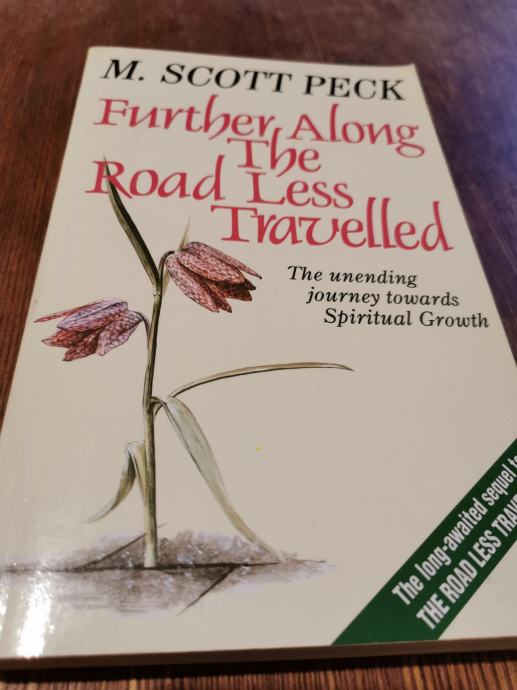 M. SCOTT PECK
Further Along
The
Road Less
Travelled
The unending
journey towards
Spiritual Growth
The long-awaited sequel
THE ROAD LESS